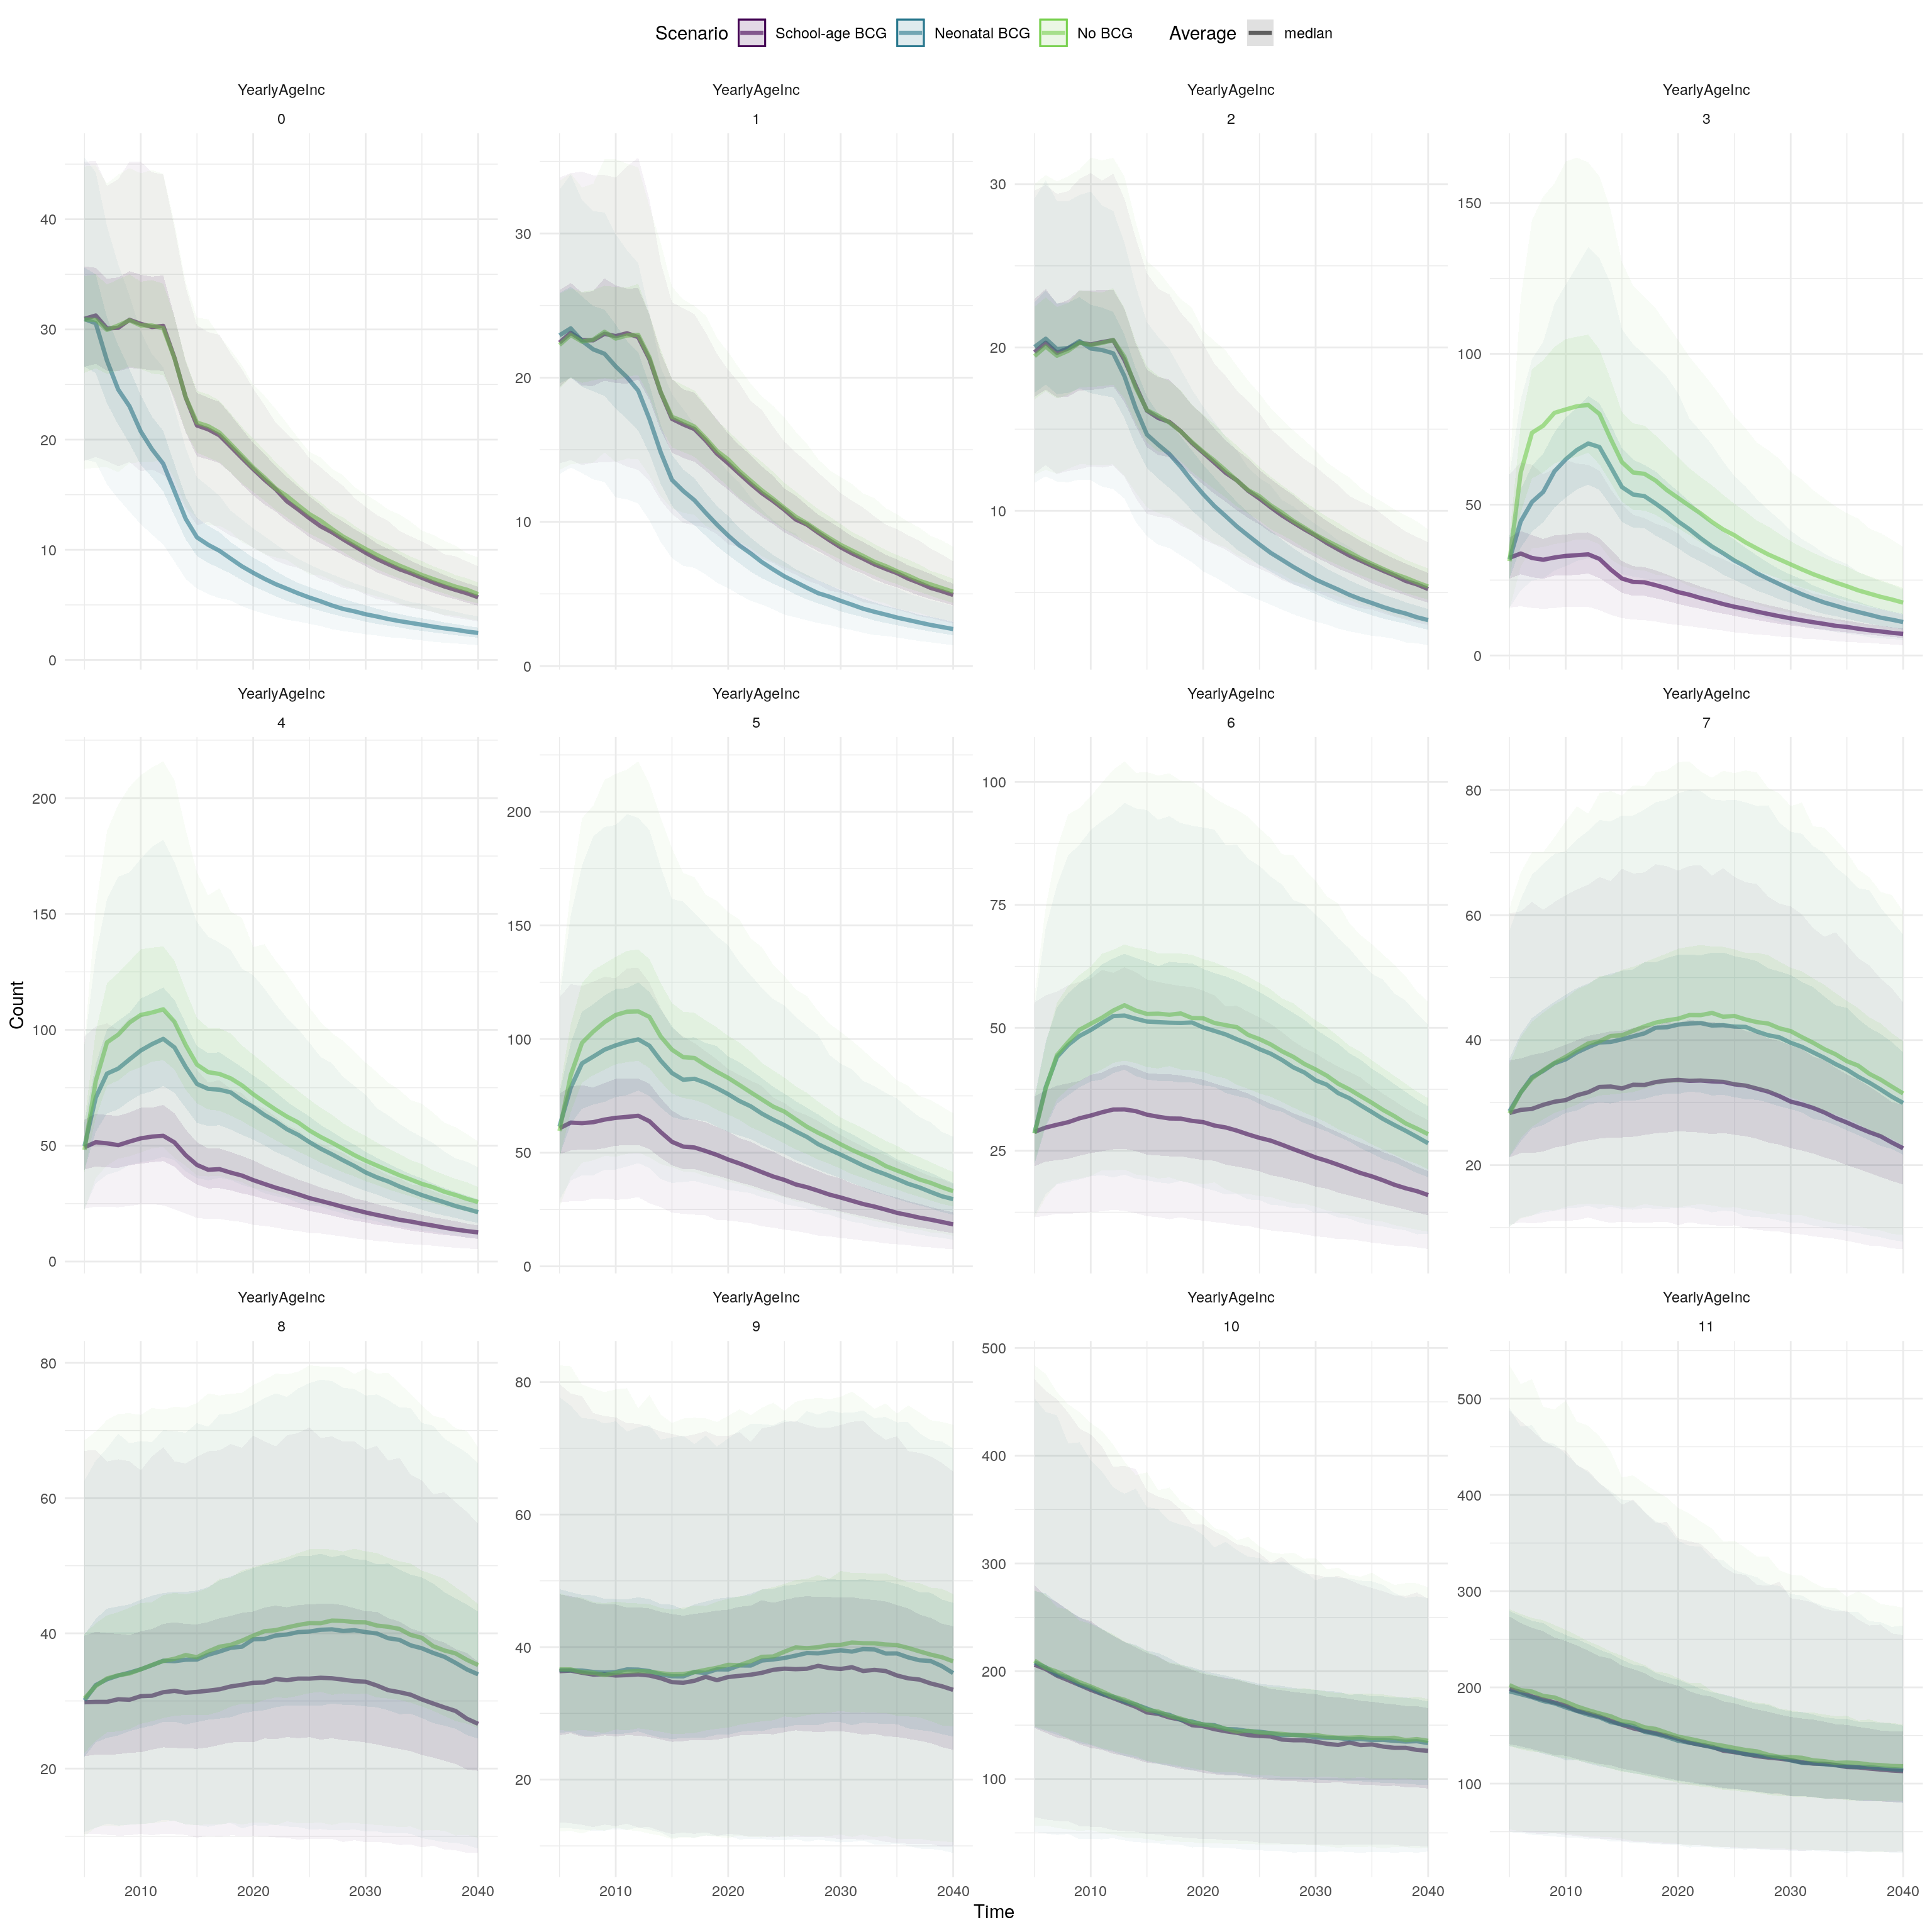 Scenario School-age BCG Neonatal BCG No BCG Average median
YearlyAgeInc YearlyAgeInc YearlyAgeInc YearlyAgeInc
0 1 2 3
40 30 20 10 0
30 20 10 0
30 20 10
150 100 50 0
YearlyAgeInc YearlyAgeInc YearlyAgeInc YearlyAgeInc
4 5 6 7
200 150 100 50 0
200 150 100 50 0
100 75 50 25
80 60 40 20
Count
YearlyAgeInc YearlyAgeInc YearlyAgeInc YearlyAgeInc
8 9 10 11
80 60 40 20
80 60 40 20
500 400 300 200 100
500 400 300 200 100
2010 2020 2030 2040 2010 2020 2030 2040 2010 2020 2030 2040 2010 2020 2030 2040
Time